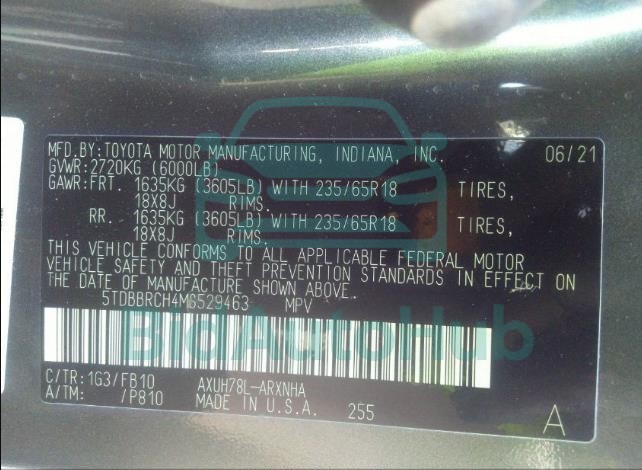 MFD.BY:TOYOTA MOTOR MANUFACTURING, INDIANA, INC. 06/21
GVWR:2720KG (6000LB)
GAWR:FRT. 1635KG (3605LB) WITH 235/65R18 TIRES,
18X8J RIMS.
RR. 1635KG (3605LB) WITH 235/65R18 TIRES,
18X8J RIMS.
THIS VEHICLE CONFORMS TO ALL APPLICABLE FEDERAL MOTOR
VEHICLE SAFETY AND THEFT PREVENTION STANDARDS IN EFFECT ON
THE DATE OF MANUFACTURE SHOWN ABOVE.
5TDBBRCH4MS529463 MPV
BidAutoHub
C/TR:1G3/FB10 AXUH78L-ARXNHA
A/TM: /P810 MADE IN U.S.A. 255 A